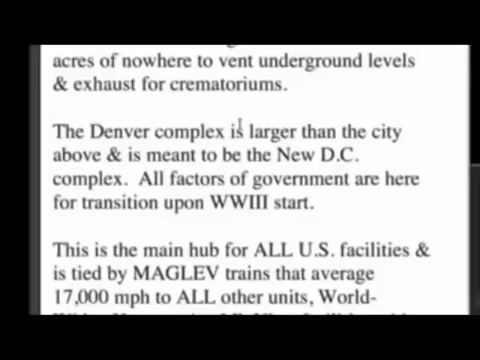 acres of nowhere to vent underground levels
& exhaust for crematoriums.
The Denver complex is larger than the city
above & is meant to be the New D.C.
complex. All factors of government are here
for transition upon WWIII start.
This is the main hub for ALL U.S. facilities &
is tied by MAGLEV trains that average
17,000 mph to ALL other units, World-